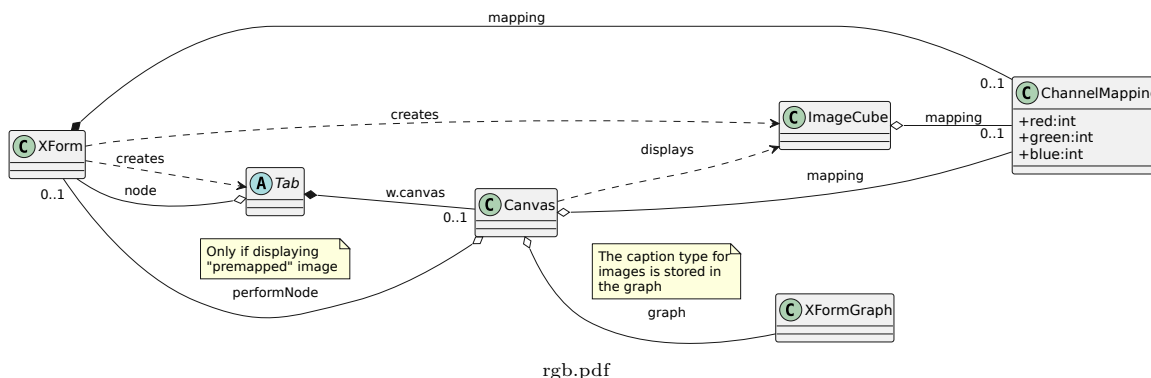 mapping
0..1
C ChannelMapping
+red:int
+green:int
+blue:int
creates
C ImageCube
mapping
0..1
C XForm
creates
displays
0..1
node
A Tab
w.canvas
0..1
C Canvas
mapping
Only if displaying
"premapped" image
performNode
The caption type for
images is stored in
the graph
graph
C XFormGraph
rgb.pdf